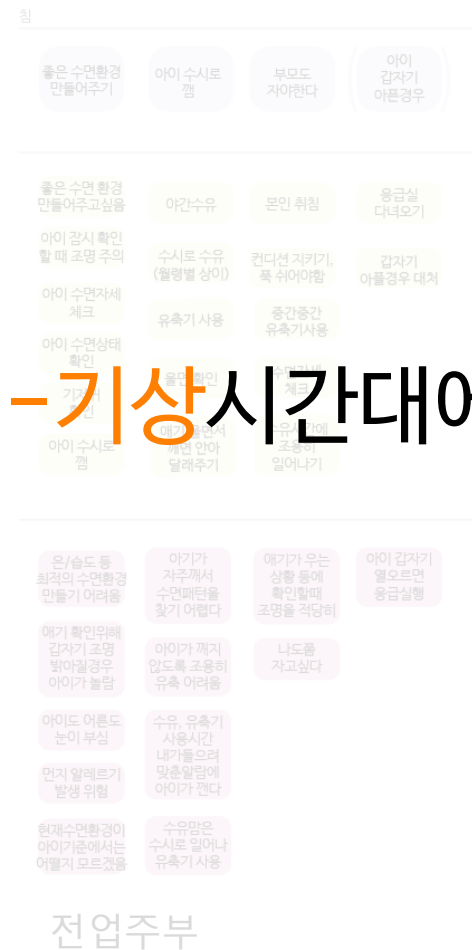 침
좋은 수면환경
만들어주기
아이 수시로
깸
부모도
자야한다
아이
갑자기
아픈경우
좋은 수면 환경
만들어주고싶음
야간수유
본인 취침
응급실
다녀오기
아이 잠시 확인
할 때 조명 주의
수시로 수유
(월령별 상이)
컨디션 지키기,
푹 쉬어야함
갑자기
아플경우 대처
아이 수면자세
체크
유축기 사용
중간중간
유축기사용
아이 수면상태
확인
-기상시간대에
아이 수시로
깸
깨면 안아
달래주기
조용히
일어나기
온/습도 등
최적의 수면환경
만들기 어려움
아기가
자주깨서
수면패턴을
찾기 어렵다
애기가 우는
상황 등에
확인할때
조명을 적당히
아이 갑자기
열오르면
응급실행
애기 확인위해
갑자기 조명
밝아질경우
아이가 놀람
아이가 깨지
않도록 조용히
유축 어려움
나도좀
자고싶다
아이도 어른도
눈이 부심
수유, 유축기
사용시간
내가들으려
맞춘알람에
아이가 깬다
먼지 알레르기
발생 위험
현재수면환경이
아이기준에서는
어떨지 모르겠음
수유맘은
수시로 일어나
유축기 사용
전업주부